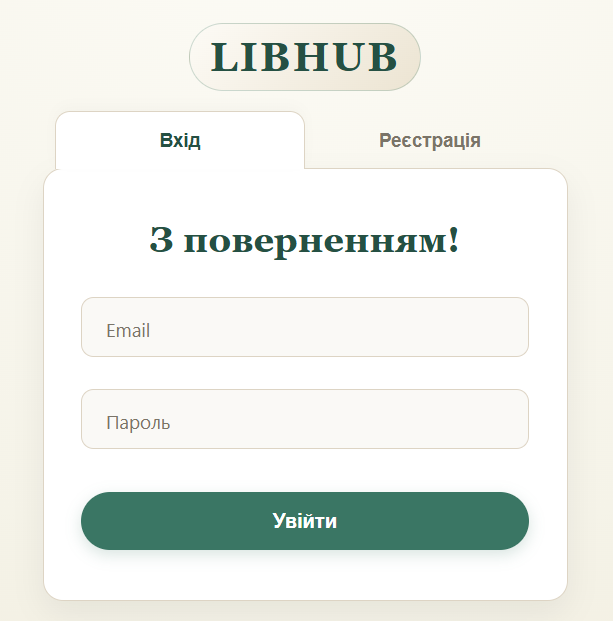 LIBHUB
Вхід Реєстрація
З поверненням!
Email
Пароль
Увійти